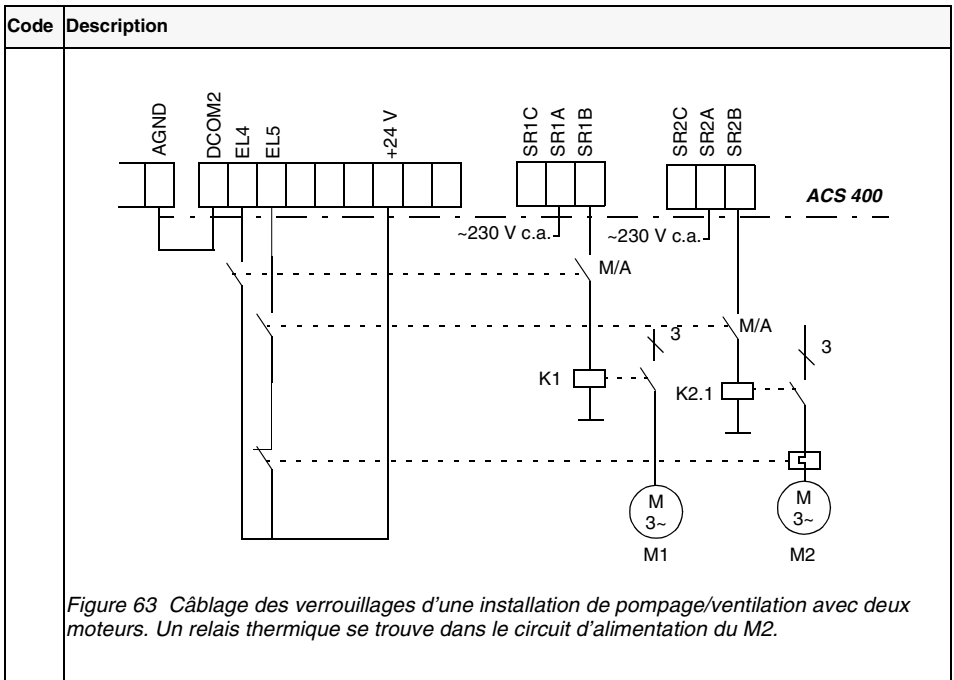 Code Description
AGND DCOM2 EL4 EL5 +24 V SR1C SR1A SR1B SR2C SR2A SR2B
ACS 400
~230 V c.a. ~230 V c.a.
M/A
M/A
3 3
K1 K2.1
M M
3~ 3~
M1 M2
Figure 63 Câblage des verrouillages d'une installation de pompage/ventilation avec deux
moteurs. Un relais thermique se trouve dans le circuit d'alimentation du M2.